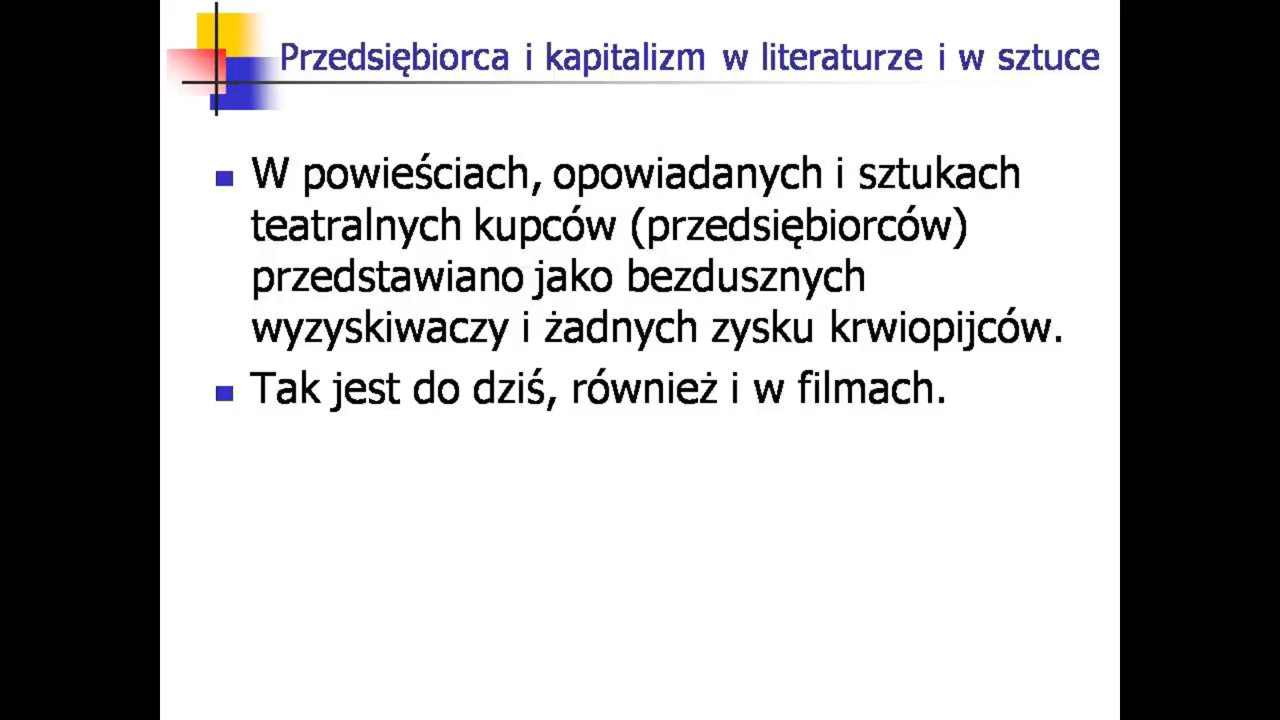 Przedsiębiorca i kapitalizm w literaturze i w sztuce
W powieściach, opowiadanych i sztukach
teatralnych kupców (przedsiębiorców)
przedstawiano jako bezdusznych
wyzyskiwaczy i żadnych zysku krwiopijców.
Tak jest do dziś, również i w filmach.